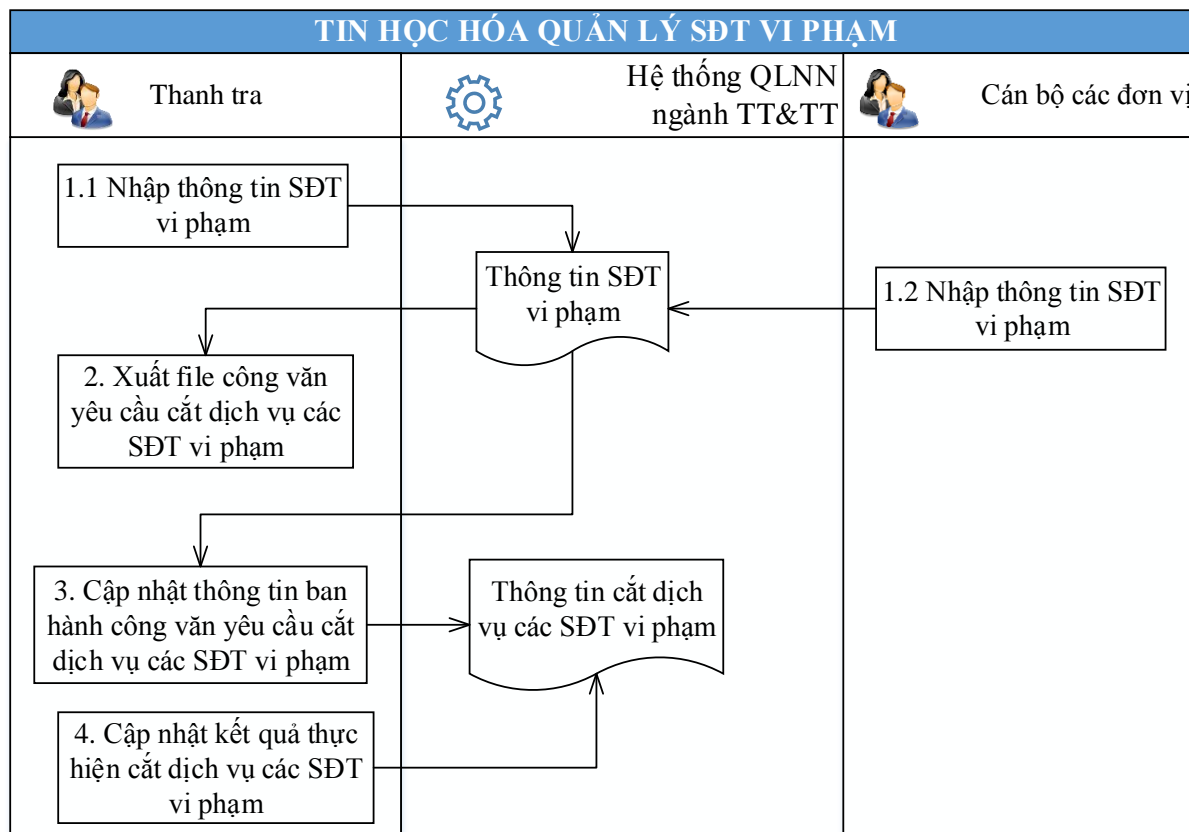 TIN HỌC HÓA QUẢN LÝ SĐT VI PHẠM
Thanh tra
Hệ thống QLNN
ngành TT&TT
Cán bộ các đơn vị
1.1 Nhập thông tin SĐT
vi phạm
Thông tin SĐT
vi phạm
1.2 Nhập thông tin SĐT
vi phạm
2. Xuất file công văn
yêu cầu cắt dịch vụ các
SĐT vi phạm
3. Cập nhật thông tin ban
hành công văn yêu cầu cắt
dịch vụ các SĐT vi phạm
Thông tin cắt dịch
vụ các SĐT vi phạm
4. Cập nhật kết quả thực
hiện cắt dịch vụ các SĐT
vi phạm